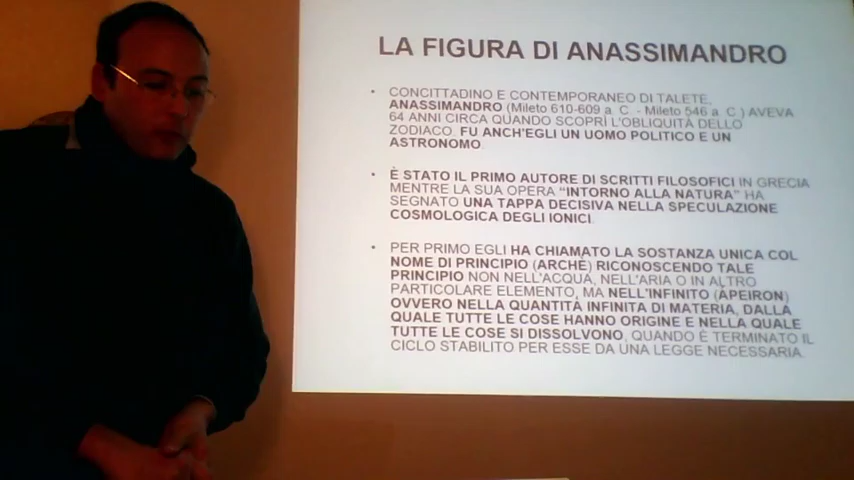 LA FIGURA DI ANASSIMANDRO
• CONCITTADINO E CONTEMPORANEO DI TALETE,
ANASSIMANDRO (Mileto 610-609 a. C. - Mileto 546 a. C.) AVEVA
64 ANNI CIRCA QUANDO SCOPRÌ L'OBLIQUITÀ DELLO
ZODIACO. FU ANCH'EGLI UN UOMO POLITICO E UN
ASTRONOMO.
• È STATO IL PRIMO AUTORE DI SCRITTI FILOSOFICI IN GRECIA
MENTRE LA SUA OPERA "INTORNO ALLA NATURA" HA
SEGNATO UNA TAPPA DECISIVA NELLA SPECULAZIONE
COSMOLOGICA DEGLI IONICI.
• PER PRIMO EGLI HA CHIAMATO LA SOSTANZA UNICA COL
NOME DI PRINCIPIO (ARCHÉ) RICONOSCENDO TALE
PRINCIPIO NON NELL'ACQUA, NELL'ARIA O IN ALTRO
PARTICOLARE ELEMENTO, MA NELL'INFINITO (ÀPEIRON)
OVVERO NELLA QUANTITÀ INFINITA DI MATERIA, DALLA
QUALE TUTTE LE COSE HANNO ORIGINE E NELLA QUALE
TUTTE LE COSE SI DISSOLVONO, QUANDO È TERMINATO IL
CICLO STABILITO PER ESSE DA UNA LEGGE NECESSARIA.